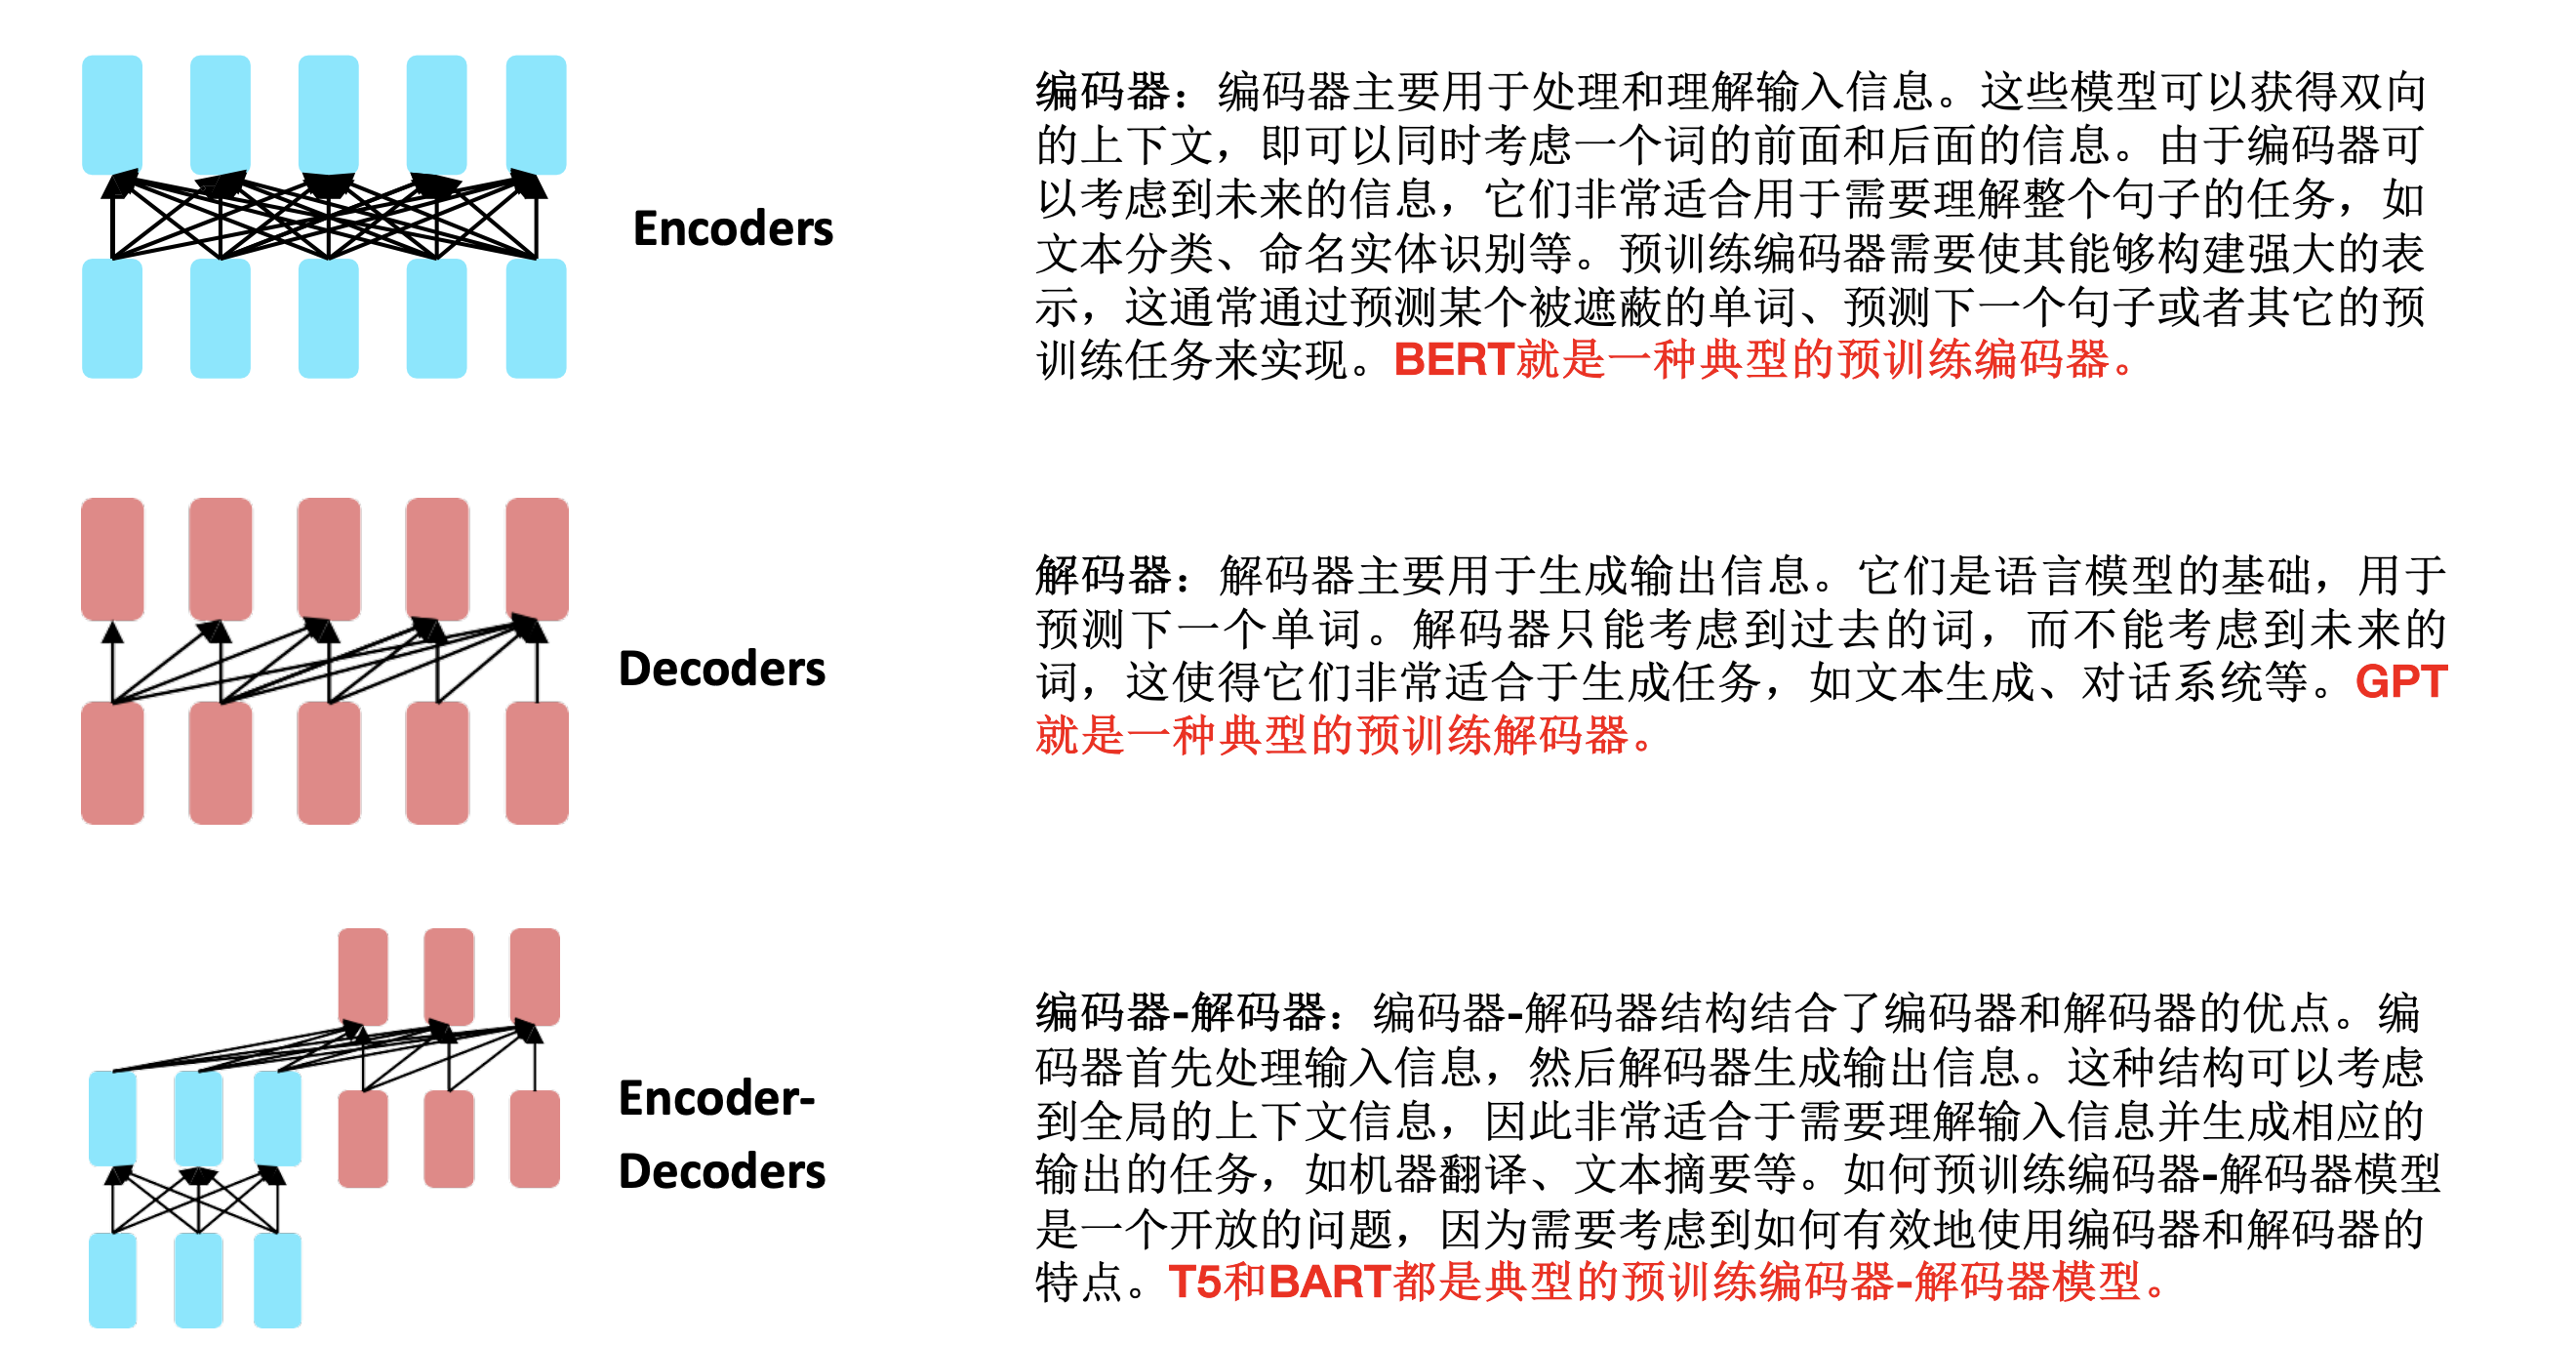 Encoders
编码器：编码器主要用于处理和理解输入信息。这些模型可以获得双向
的上下文，即可以同时考虑一个词的前面和后面的信息。由于编码器可
以考虑到未来的信息，它们非常适合用于需要理解整个句子的任务，如
文本分类、命名实体识别等。预训练编码器需要使其能够构建强大的表
示，这通常通过预测某个被遮蔽的单词、预测下一个句子或者其它的预
训练任务来实现。BERT就是一种典型的预训练编码器。
Decoders
解码器：解码器主要用于生成输出信息。它们是语言模型的基础，用于
预测下一个单词。解码器只能考虑到过去的词，而不能考虑到未来的
词，这使得它们非常适合于生成任务，如文本生成、对话系统等。GPT
就是一种典型的预训练解码器。
Encoder-
Decoders
编码器-解码器：编码器-解码器结构结合了编码器和解码器的优点。编
码器首先处理输入信息，然后解码器生成输出信息。这种结构可以考虑
到全局的上下文信息，因此非常适合于需要理解输入信息并生成相应的
输出的任务，如机器翻译、文本摘要等。如何预训练编码器-解码器模型
是一个开放的问题，因为需要考虑到如何有效地使用编码器和解码器的
特点。T5和BART都是典型的预训练编码器-解码器模型。